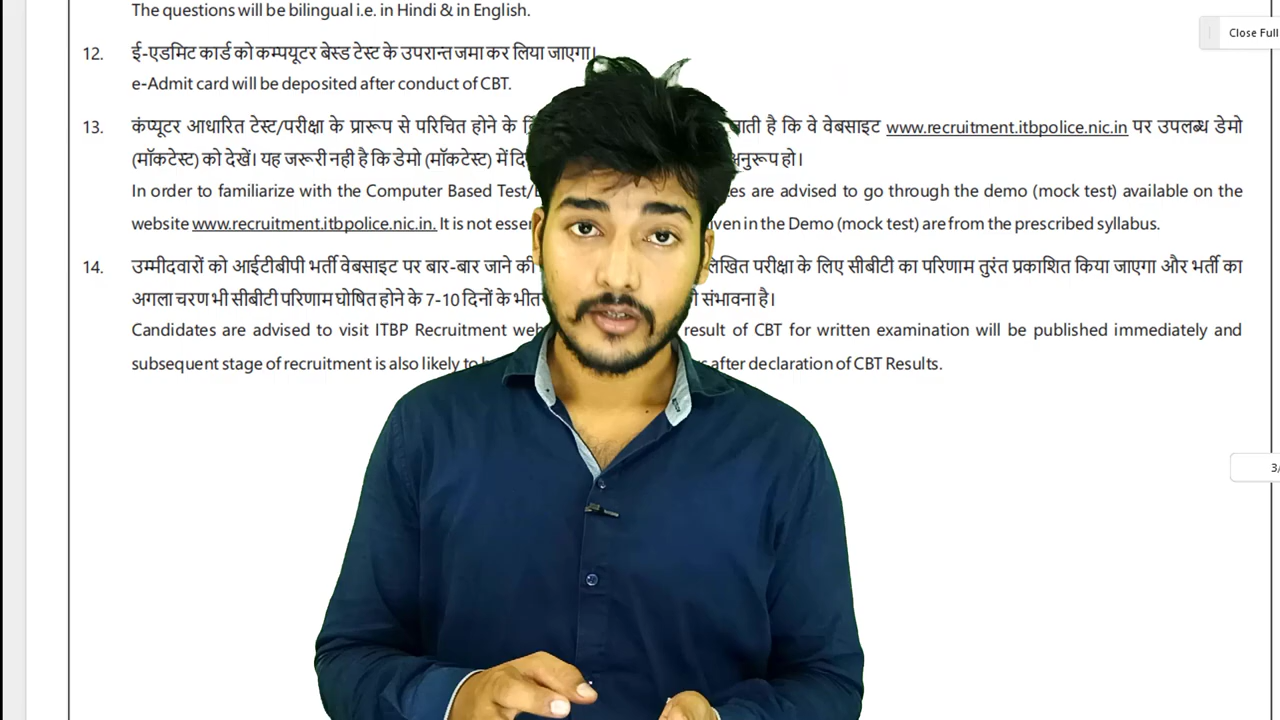 The questions will be bilingual i.e. in Hindi & in English.
Close Full
12. ई-एडमिट कार्ड को कम्पयूटर बेस्ड टेस्ट के उपरान्त जमा कर लिया जाएगा।
e-Admit card will be deposited after conduct of CBT.
13. कंप्यूटर आधारित टेस्ट/परीक्षा के प्रारूप से परिचित होने के है कि वे वेबसाइट www.recruitment.itbpolice.nic.in पर उपलब्ध डेमो
(मॉकटेस्ट) को देखें। यह जरूरी नही है कि डेमो (मॉकटेस्ट) में अनुरूप हो।
In order to familiarize with the Computer Based Test/ are advised to go through the demo (mock test) available on the
website www.recruitment.itbpolice.nic.in. It is not in the Demo (mock test) are from the prescribed syllabus.
14. उम्मीदवारों को आईटीबीपी भर्ती वेबसाइट पर बार-बार जाने की लिखित परीक्षा के लिए सीबीटी का परिणाम तुरंत प्रकाशित किया जाएगा और भर्ती का
अगला चरण भी सीबीटी परिणाम घोषित होने के 7-10 दिनों के संभावना है।
Candidates are advised to visit ITBP Recruitment result of CBT for written examination will be published immediately and
subsequent stage of recruitment is also likely to after declaration of CBT Results.
3/